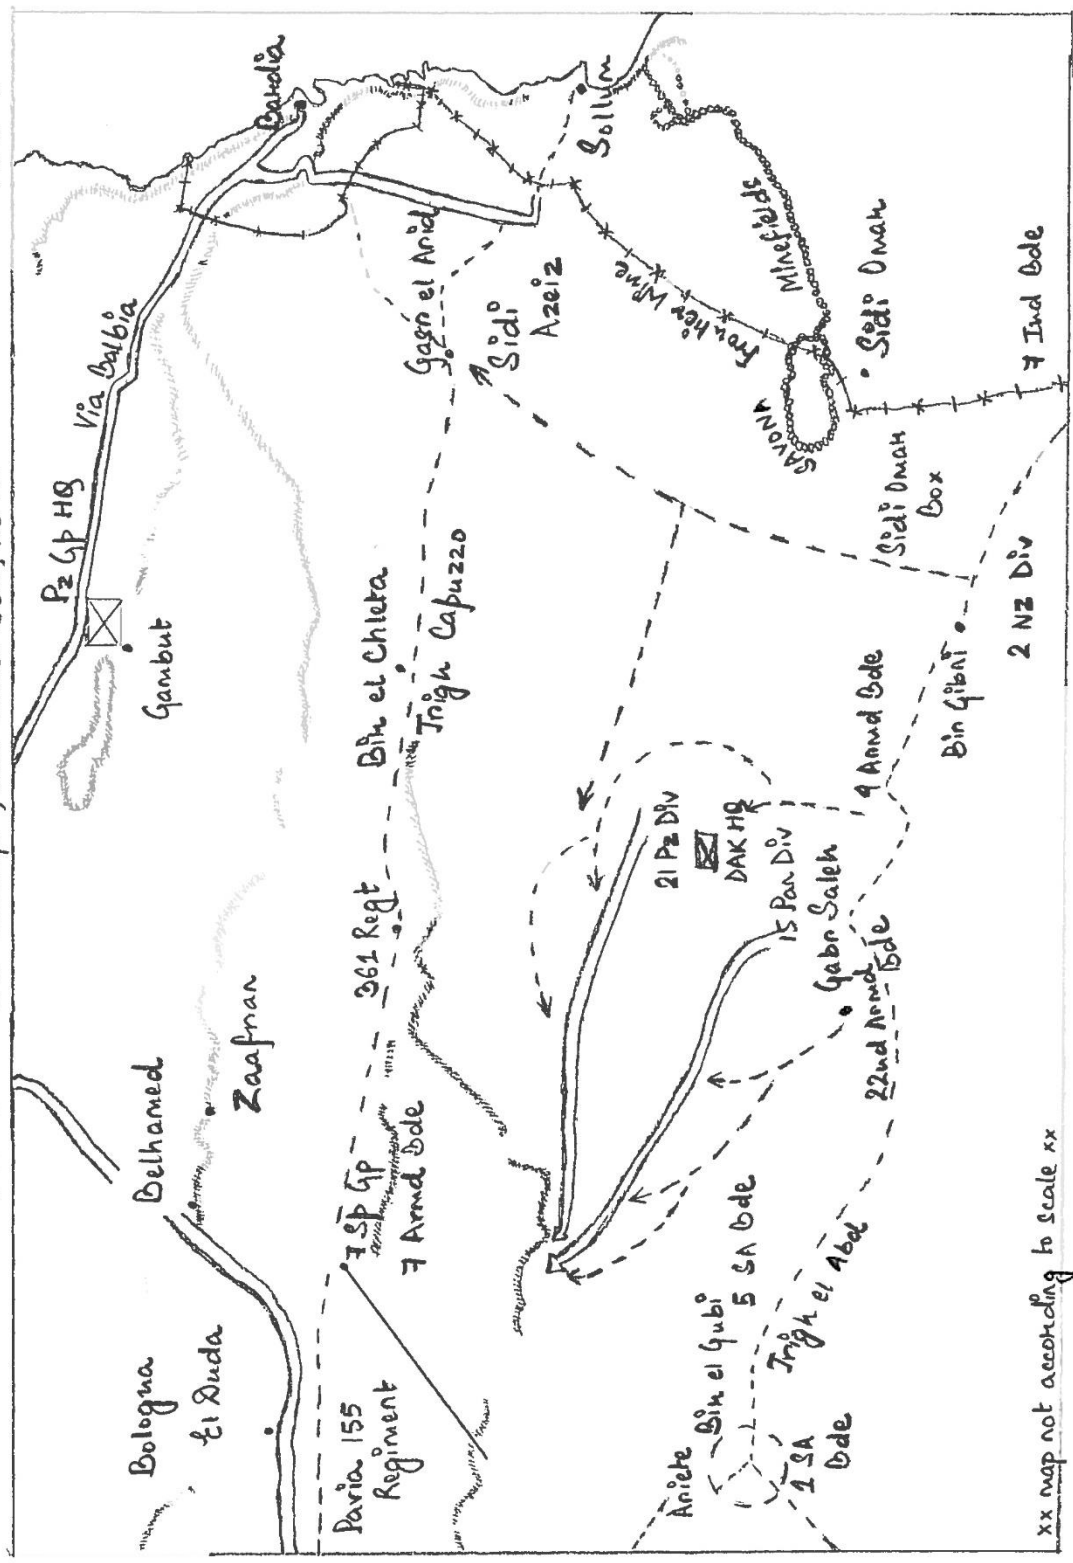 Bardia
Via Balbia
Pz Gp HQ
Gambut
Belhamed
Zaafran
Bologna
El Duda
Gasr el Arid
Sidi
Azeiz
Sollum
Bir el Chleta
Trigh Capuzzo
361 Regt
7 Sp Gp
7 Armd Bde
Pavia 155
Regiment
Frontier Wire
Minefields
SAVONA
Sidi Omar
Sidi Omar
Box
7 Ind Bde
21 Pz Div
DAK HQ
15 Pan Div
Gabr Saleh
22nd Armd
Bde
4 Armd Bde
Bir Gibni
2 NZ Div
Ariete
Bir el Gubi
5 SA Bde
1 SA
Bde
Trigh el Abd
xx map not according to scale xx